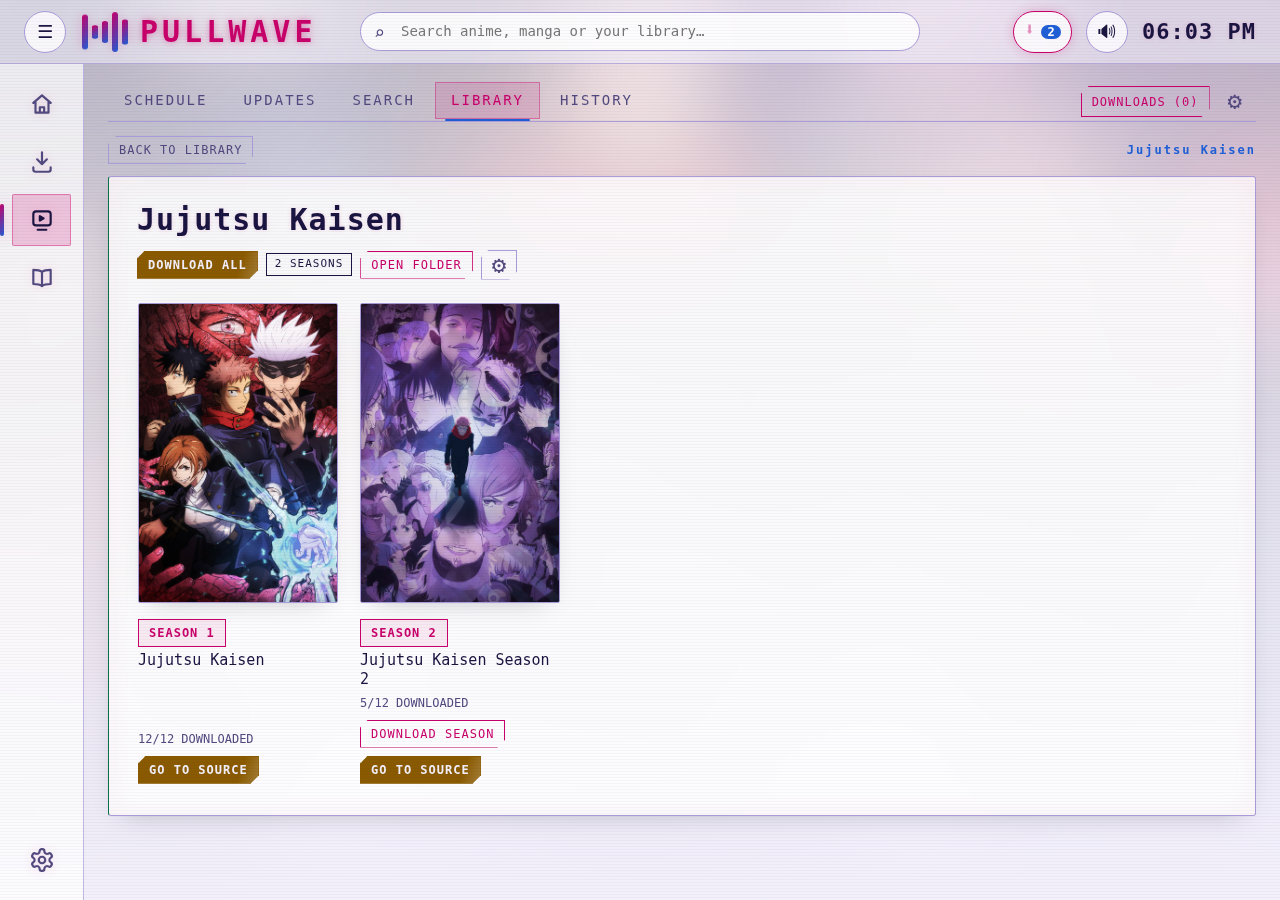 PULLWAVE
Search anime, manga or your library…
2
06:03 PM
SCHEDULE
UPDATES
SEARCH
LIBRARY
HISTORY
DOWNLOADS (0)
BACK TO LIBRARY
Jujutsu Kaisen
Jujutsu Kaisen
DOWNLOAD ALL
2 SEASONS
OPEN FOLDER
SEASON 1
Jujutsu Kaisen
12/12 DOWNLOADED
GO TO SOURCE
SEASON 2
Jujutsu Kaisen Season
2
5/12 DOWNLOADED
DOWNLOAD SEASON
GO TO SOURCE